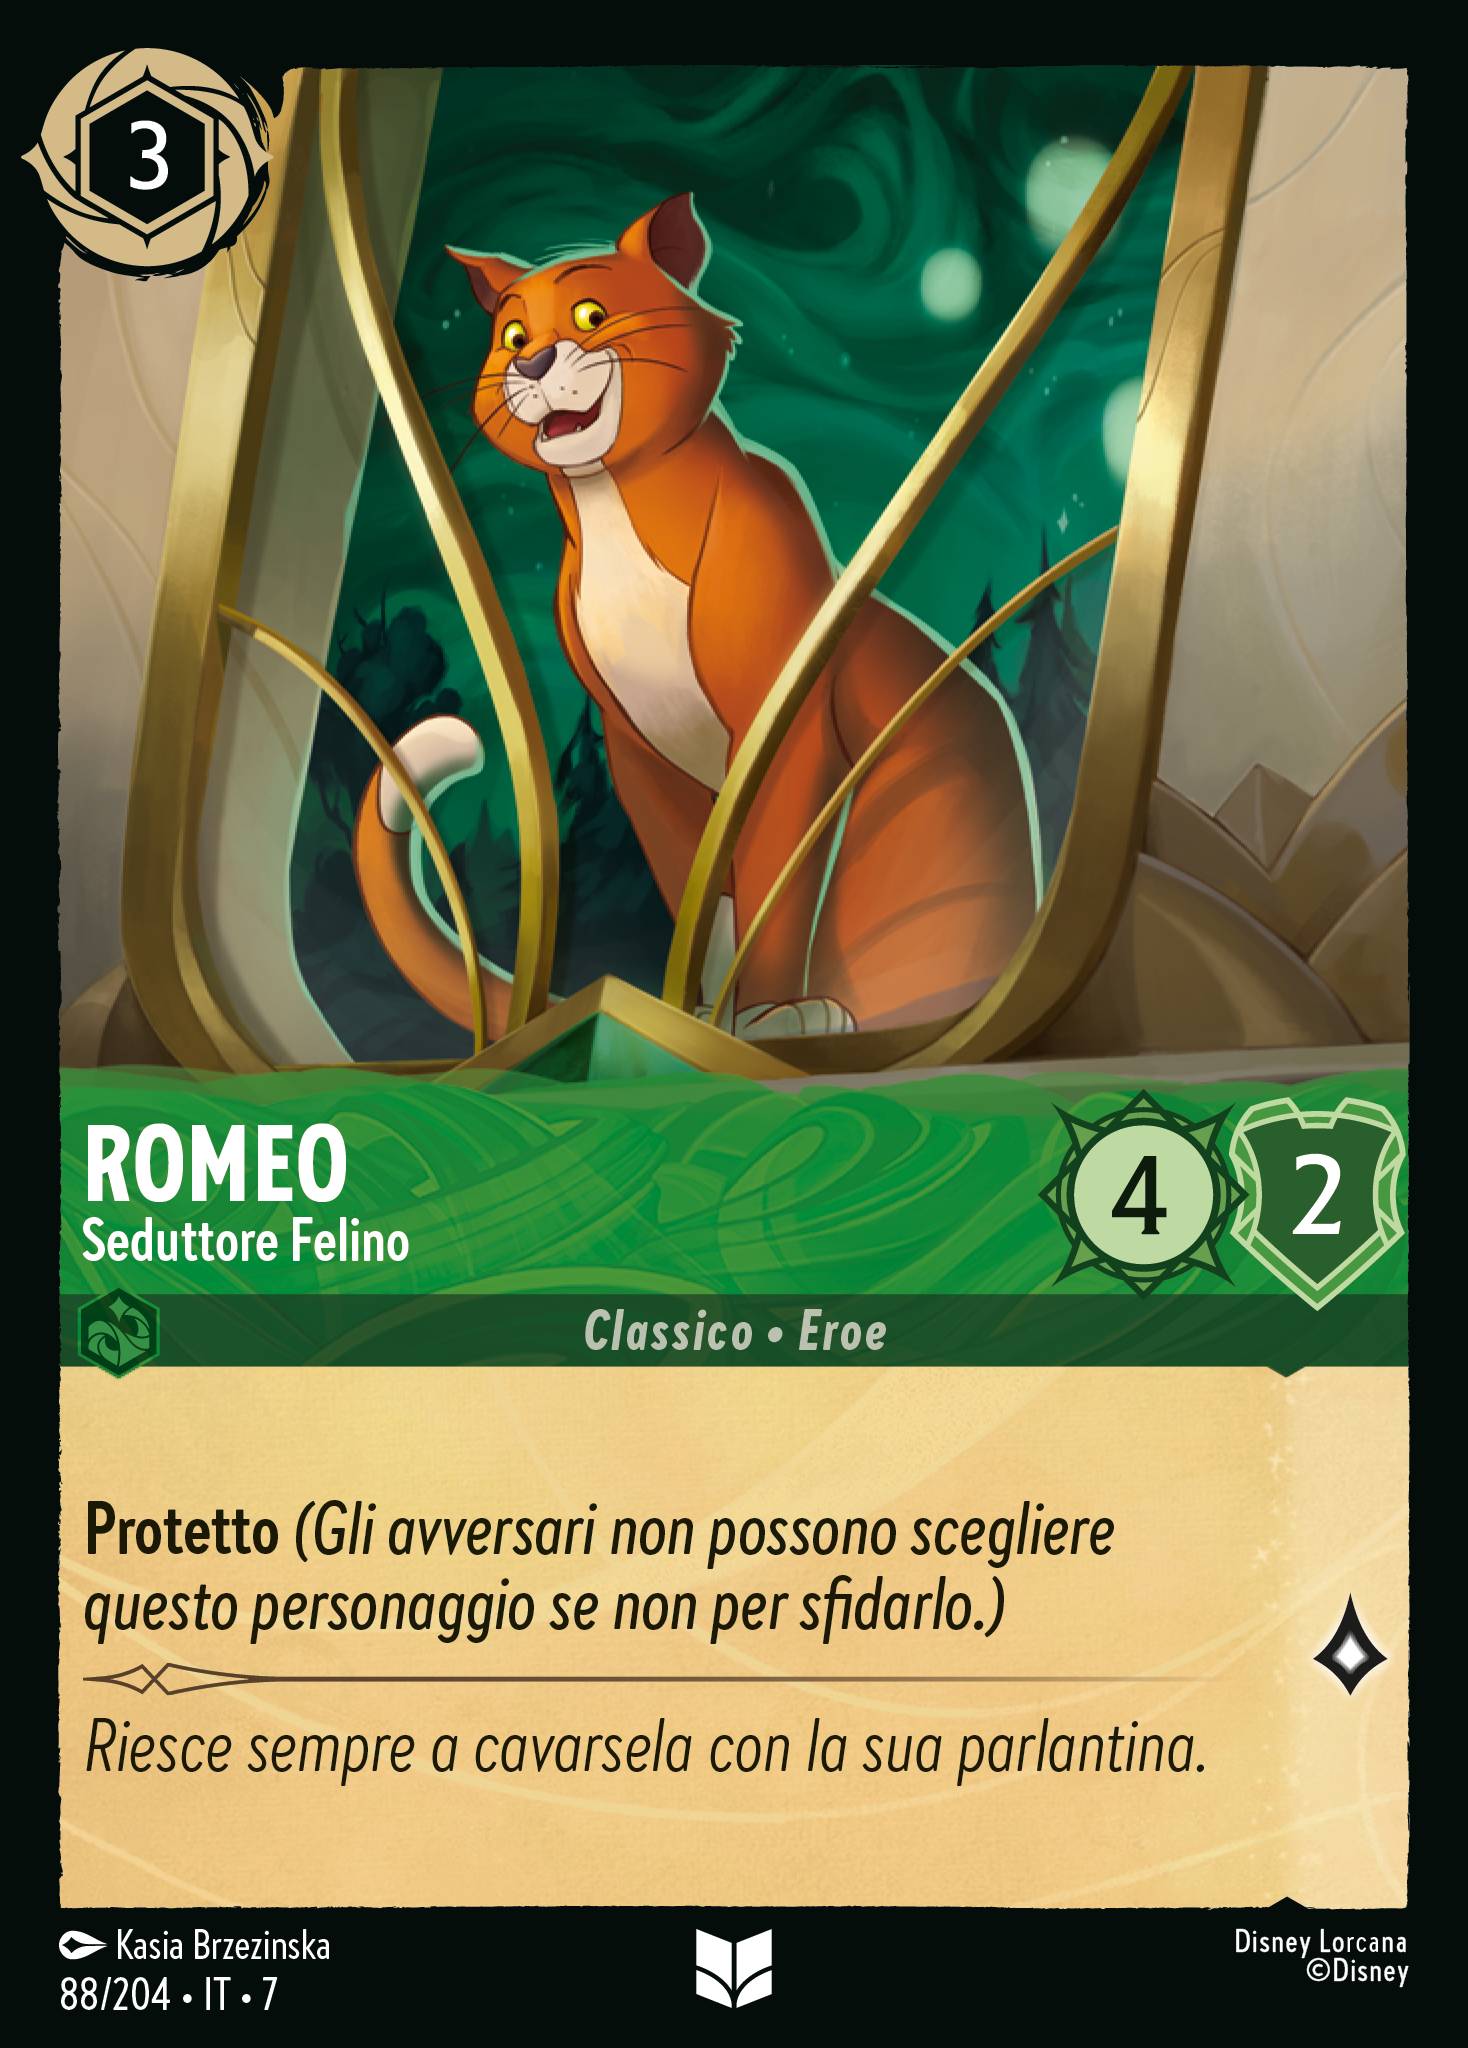 3
ROMEO
Seduttore Felino
4
2
Classico • Eroe
Protetto (Gli avversari non possono scegliere
questo personaggio se non per sfidarlo.)
Riesce sempre a cavarsela con la sua parlantina.
Kasia Brzezinska
88/204 • IT • 7
Disney Lorcana
©Disney